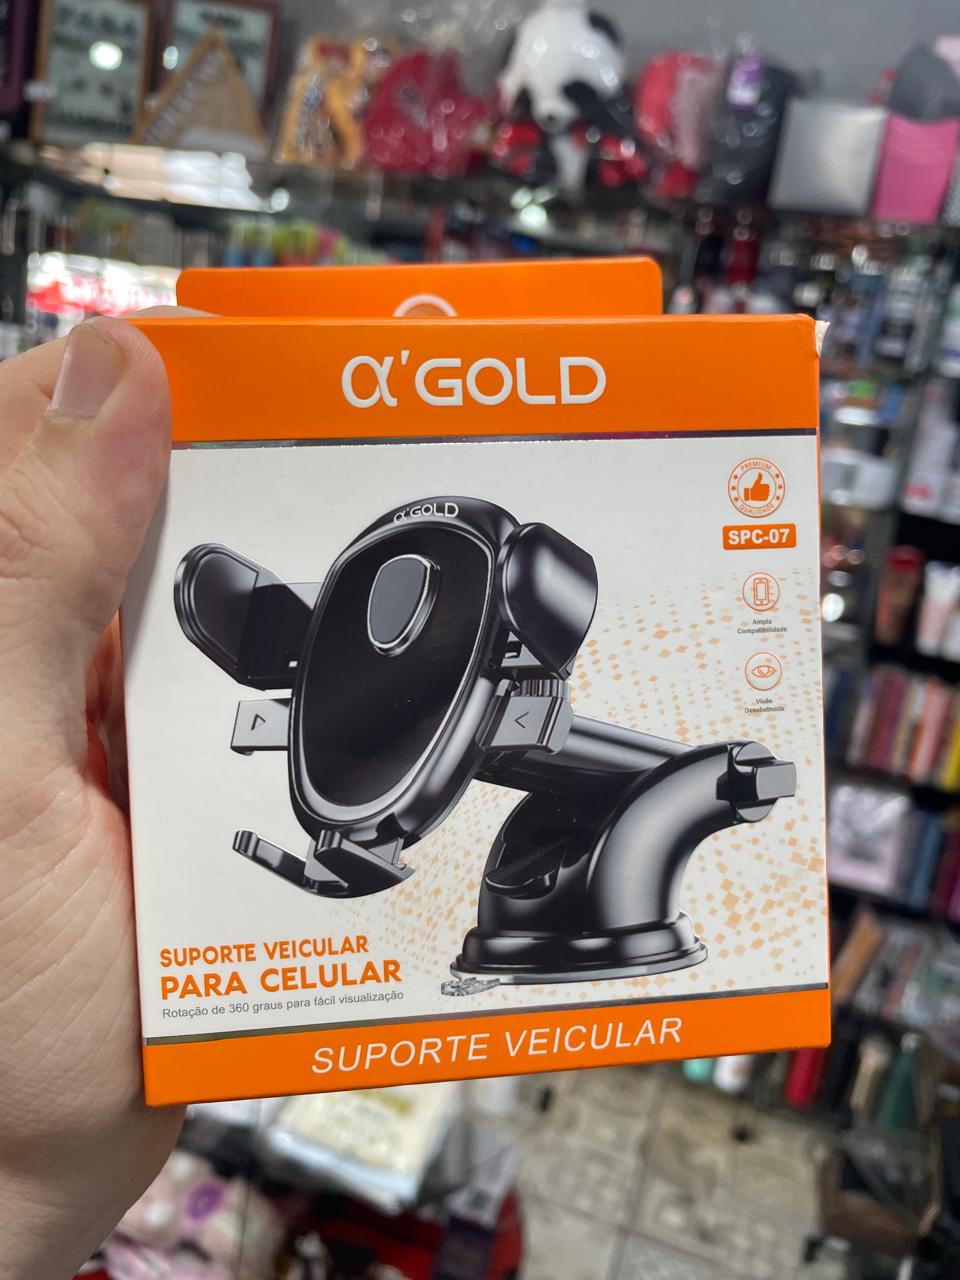 α'GOLD
α'GOLD
PREMIUM
QUALIDADE
SPC-07
Ampla
Compatibilidade
Visão
Desobstruída
SUPORTE VEICULAR
PARA CELULAR
Rotação de 360 graus para fácil visualização
SUPORTE VEICULAR